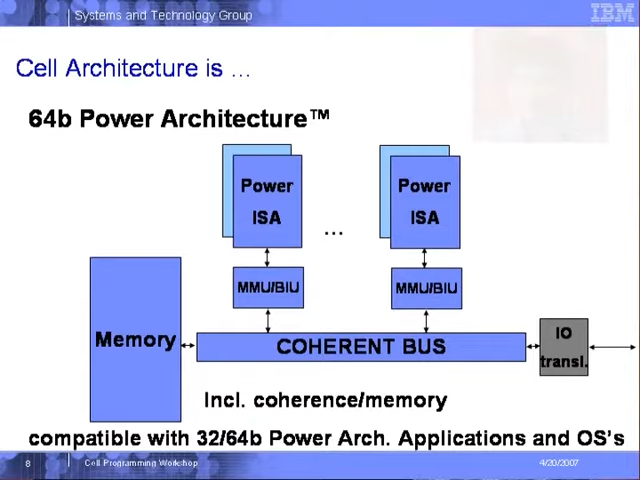 Systems and Technology Group
IBM
Cell Architecture is ...
64b Power Architecture™
Power
ISA
...
Power
ISA
MMU/BIU
MMU/BIU
Memory
COHERENT BUS
IO
transl.
Incl. coherence/memory
compatible with 32/64b Power Arch. Applications and OS's
8
Cell Programming Workshop
4/20/2007